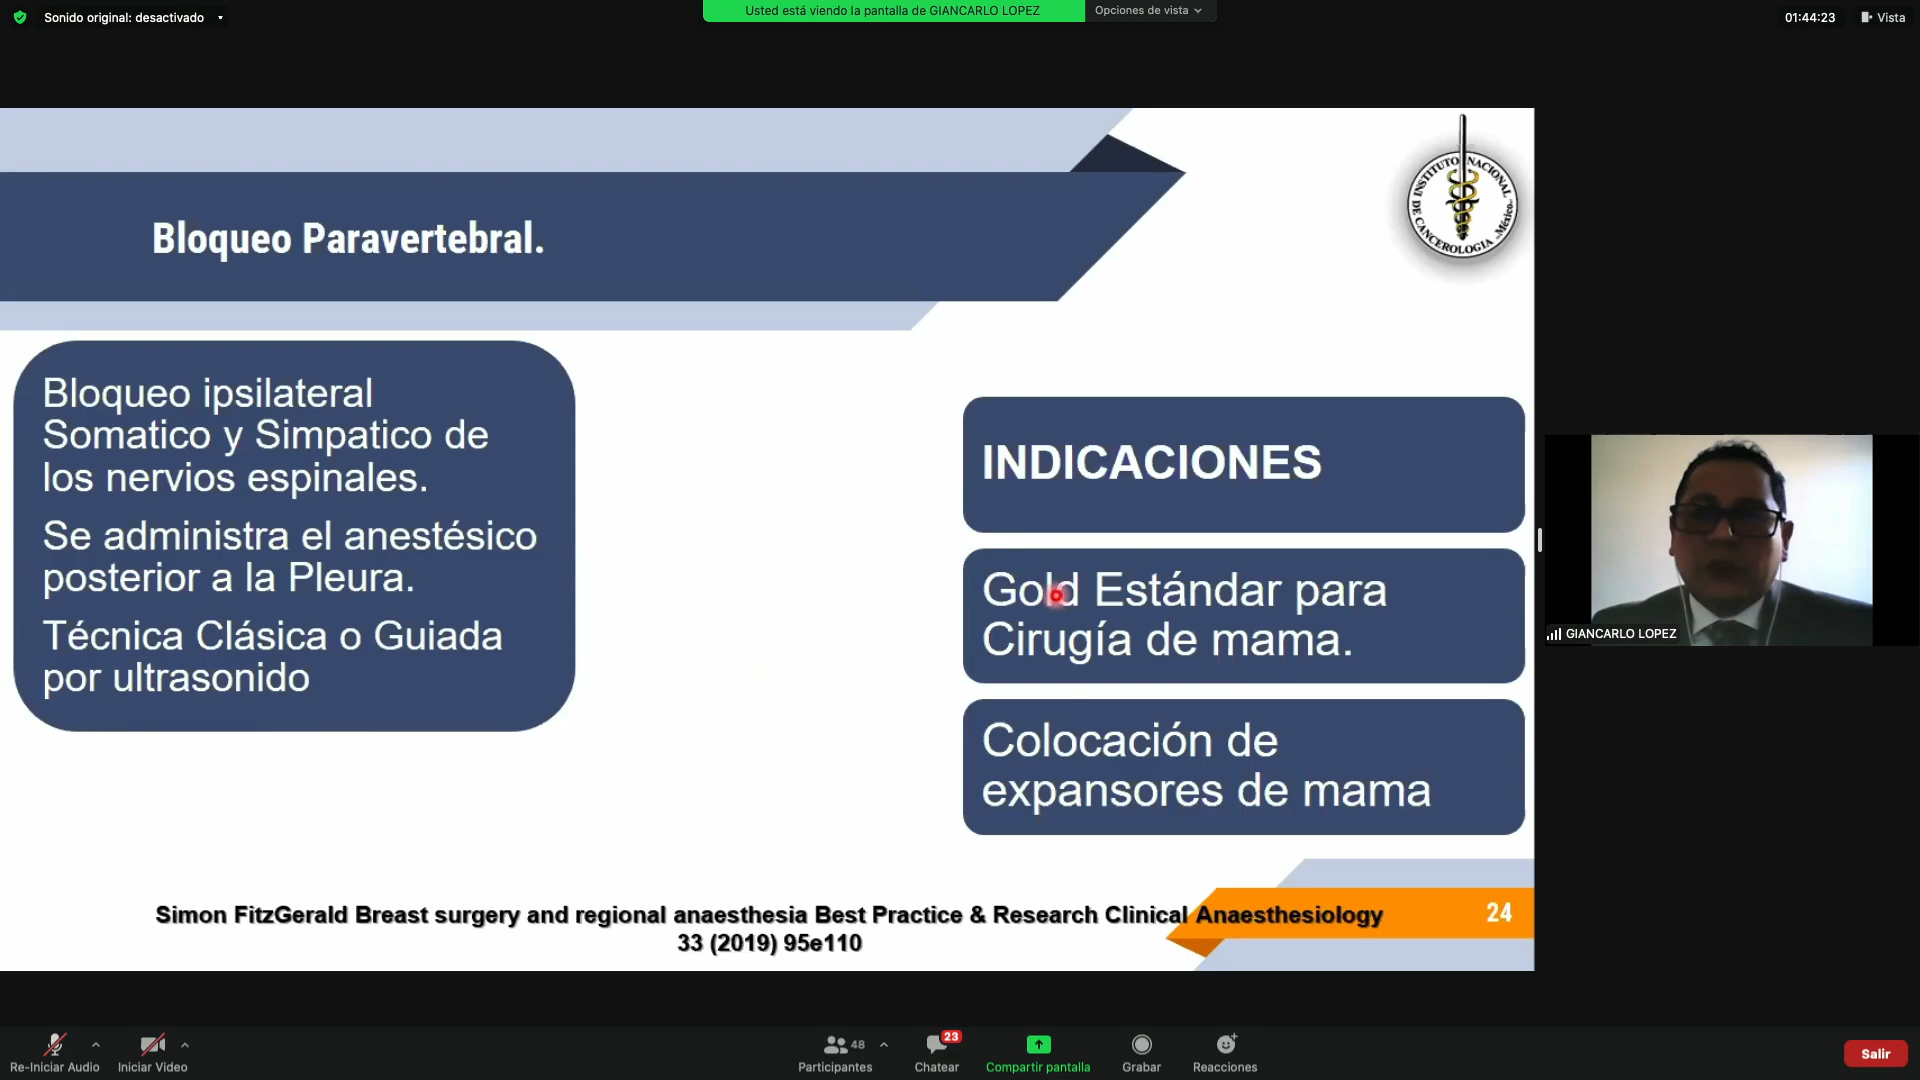 Sonido original: desactivado
Usted está viendo la pantalla de GIANCARLO LOPEZ
Opciones de vista
01:44:23
Vista
INSTITUTO NACIONAL
DE CANCEROLOGIA
México
Bloqueo Paravertebral.
Bloqueo ipsilateral
Somatico y Simpatico de
los nervios espinales.
Se administra el anestésico
posterior a la Pleura.
Técnica Clásica o Guiada
por ultrasonido
INDICACIONES
Gold Estándar para
Cirugía de mama.
Colocación de
expansores de mama
GIANCARLO LOPEZ
Simon FitzGerald Breast surgery and regional anaesthesia Best Practice & Research Clinical Anaesthesiology
33 (2019) 95e110
24
Re-Iniciar Audio
Iniciar Video
48
Participantes
23
Chatear
Compartir pantalla
Grabar
Reacciones
Salir